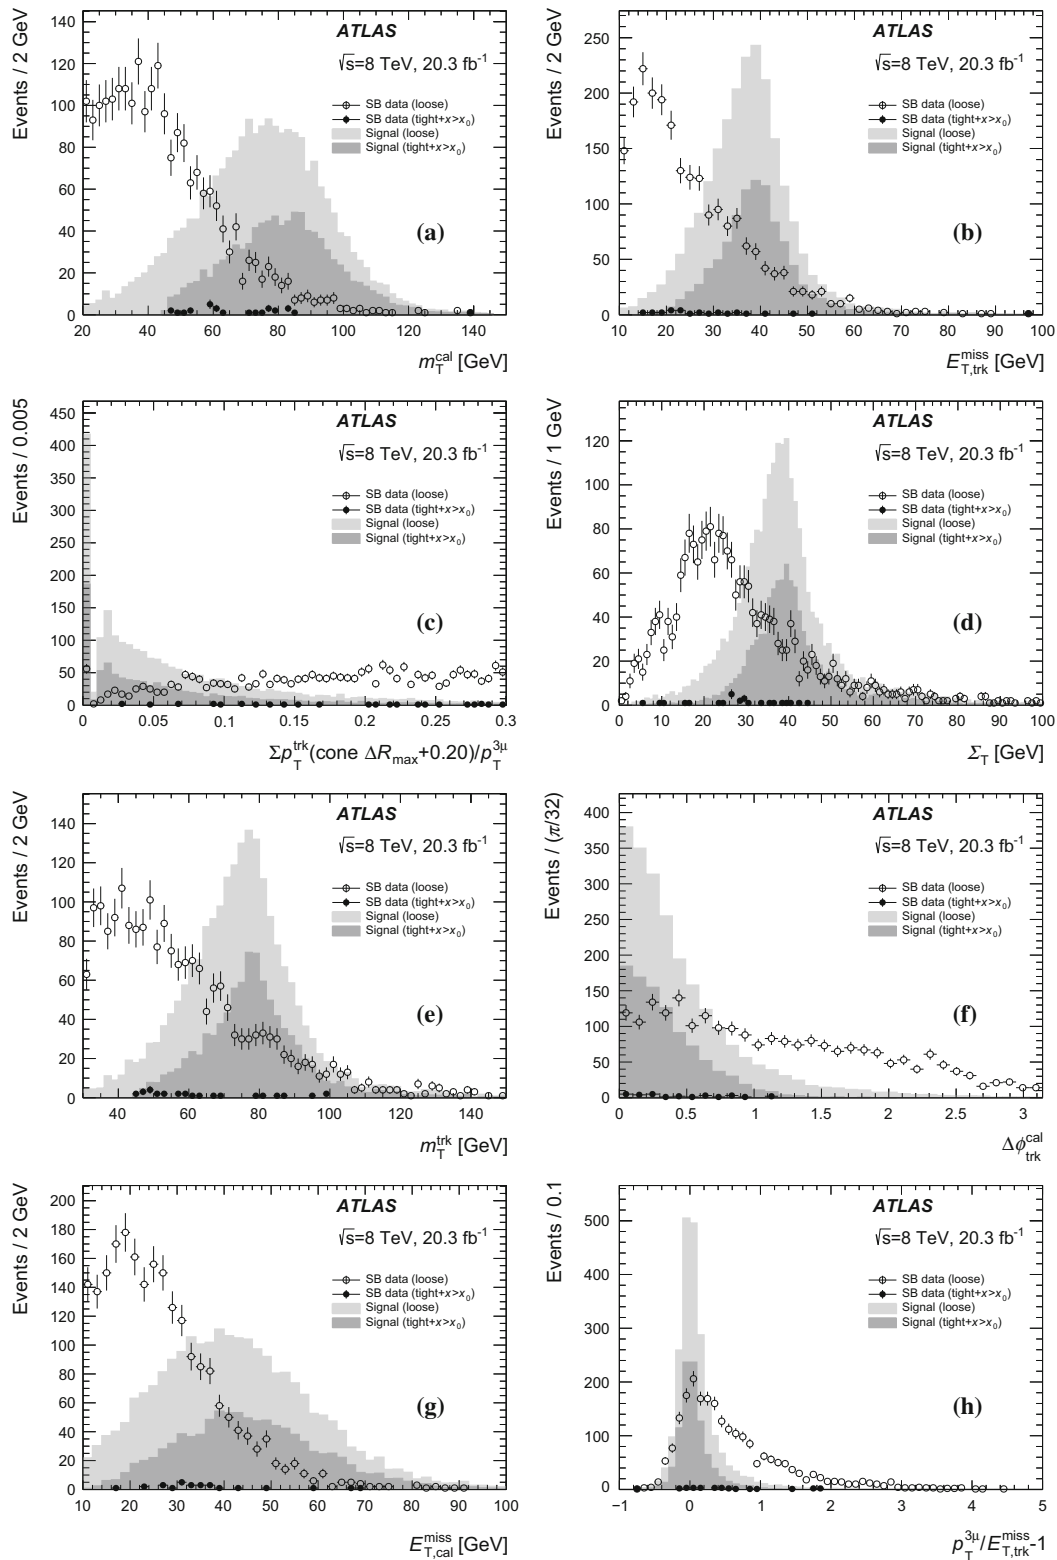 Events / 2 GeV
ATLAS
√s=8 TeV, 20.3 fb⁻¹
SB data (loose)
SB data (tight+x>x₀)
Signal (loose)
Signal (tight+x>x₀)
(a)
140
120
100
80
60
40
20
0
20 40 60 80 100 120 140
m_T^cal [GeV]
Events / 2 GeV
ATLAS
√s=8 TeV, 20.3 fb⁻¹
SB data (loose)
SB data (tight+x>x₀)
Signal (loose)
Signal (tight+x>x₀)
(b)
250
200
150
100
50
0
10 20 30 40 50 60 70 80 90 100
E_T,trk^miss [GeV]
Events / 0.005
ATLAS
√s=8 TeV, 20.3 fb⁻¹
SB data (loose)
SB data (tight+x>x₀)
Signal (loose)
Signal (tight+x>x₀)
(c)
450
400
350
300
250
200
150
100
50
0
0 0.05 0.1 0.15 0.2 0.25 0.3
Σp_T^trk(cone ΔR_max+0.20)/p_T^3μ
Events / 1 GeV
ATLAS
√s=8 TeV, 20.3 fb⁻¹
SB data (loose)
SB data (tight+x>x₀)
Signal (loose)
Signal (tight+x>x₀)
(d)
120
100
80
60
40
20
0
0 10 20 30 40 50 60 70 80 90 100
Σ_T [GeV]
Events / 2 GeV
ATLAS
√s=8 TeV, 20.3 fb⁻¹
SB data (loose)
SB data (tight+x>x₀)
Signal (loose)
Signal (tight+x>x₀)
(e)
140
120
100
80
60
40
20
0
40 60 80 100 120 140
m_T^trk [GeV]
Events / (π/32)
ATLAS
√s=8 TeV, 20.3 fb⁻¹
SB data (loose)
SB data (tight+x>x₀)
Signal (loose)
Signal (tight+x>x₀)
(f)
400
350
300
250
200
150
100
50
0
0 0.5 1 1.5 2 2.5 3
Δϕ_trk^cal
Events / 2 GeV
ATLAS
√s=8 TeV, 20.3 fb⁻¹
SB data (loose)
SB data (tight+x>x₀)
Signal (loose)
Signal (tight+x>x₀)
(g)
200
180
160
140
120
100
80
60
40
20
0
10 20 30 40 50 60 70 80 90 100
E_T,cal^miss [GeV]
Events / 0.1
ATLAS
√s=8 TeV, 20.3 fb⁻¹
SB data (loose)
SB data (tight+x>x₀)
Signal (loose)
Signal (tight+x>x₀)
(h)
500
400
300
200
100
0
−1 0 1 2 3 4 5
p_T^3μ/E_T,trk^miss-1